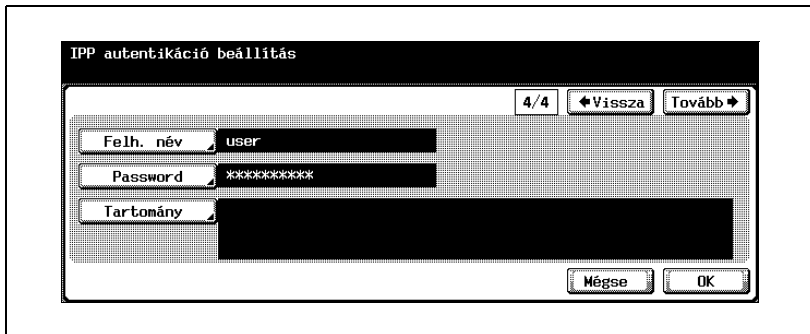 IPP autentikáció beállítás
4/4 Vissza Tovább
Felh. név user
Password **********
Tartomány
Mégse OK